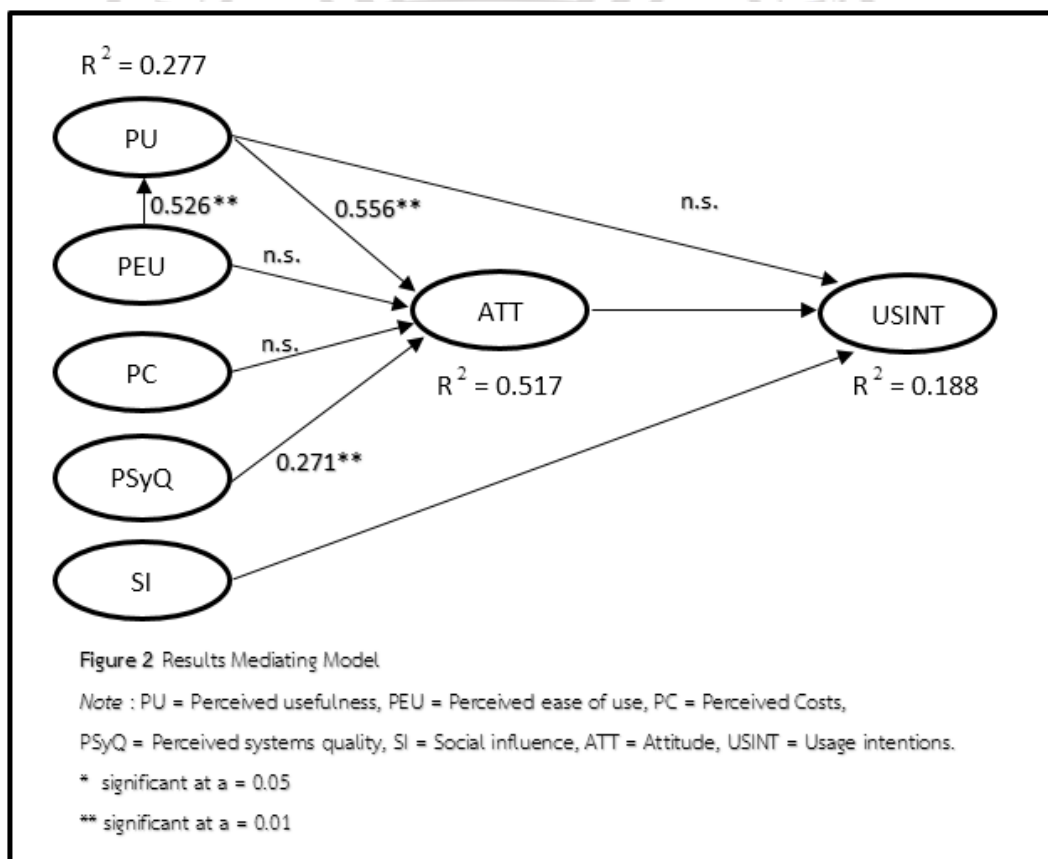 R² = 0.277
PU
0.526**
0.556**
n.s.
PEU
n.s.
ATT
USINT
n.s.
PC
R² = 0.517
R² = 0.188
PSyQ
0.271**
SI
Figure 2 Results Mediating Model
Note : PU = Perceived usefulness, PEU = Perceived ease of use, PC = Perceived Costs,
PSyQ = Perceived systems quality, SI = Social influence, ATT = Attitude, USINT = Usage intentions.
* significant at a = 0.05
** significant at a = 0.01